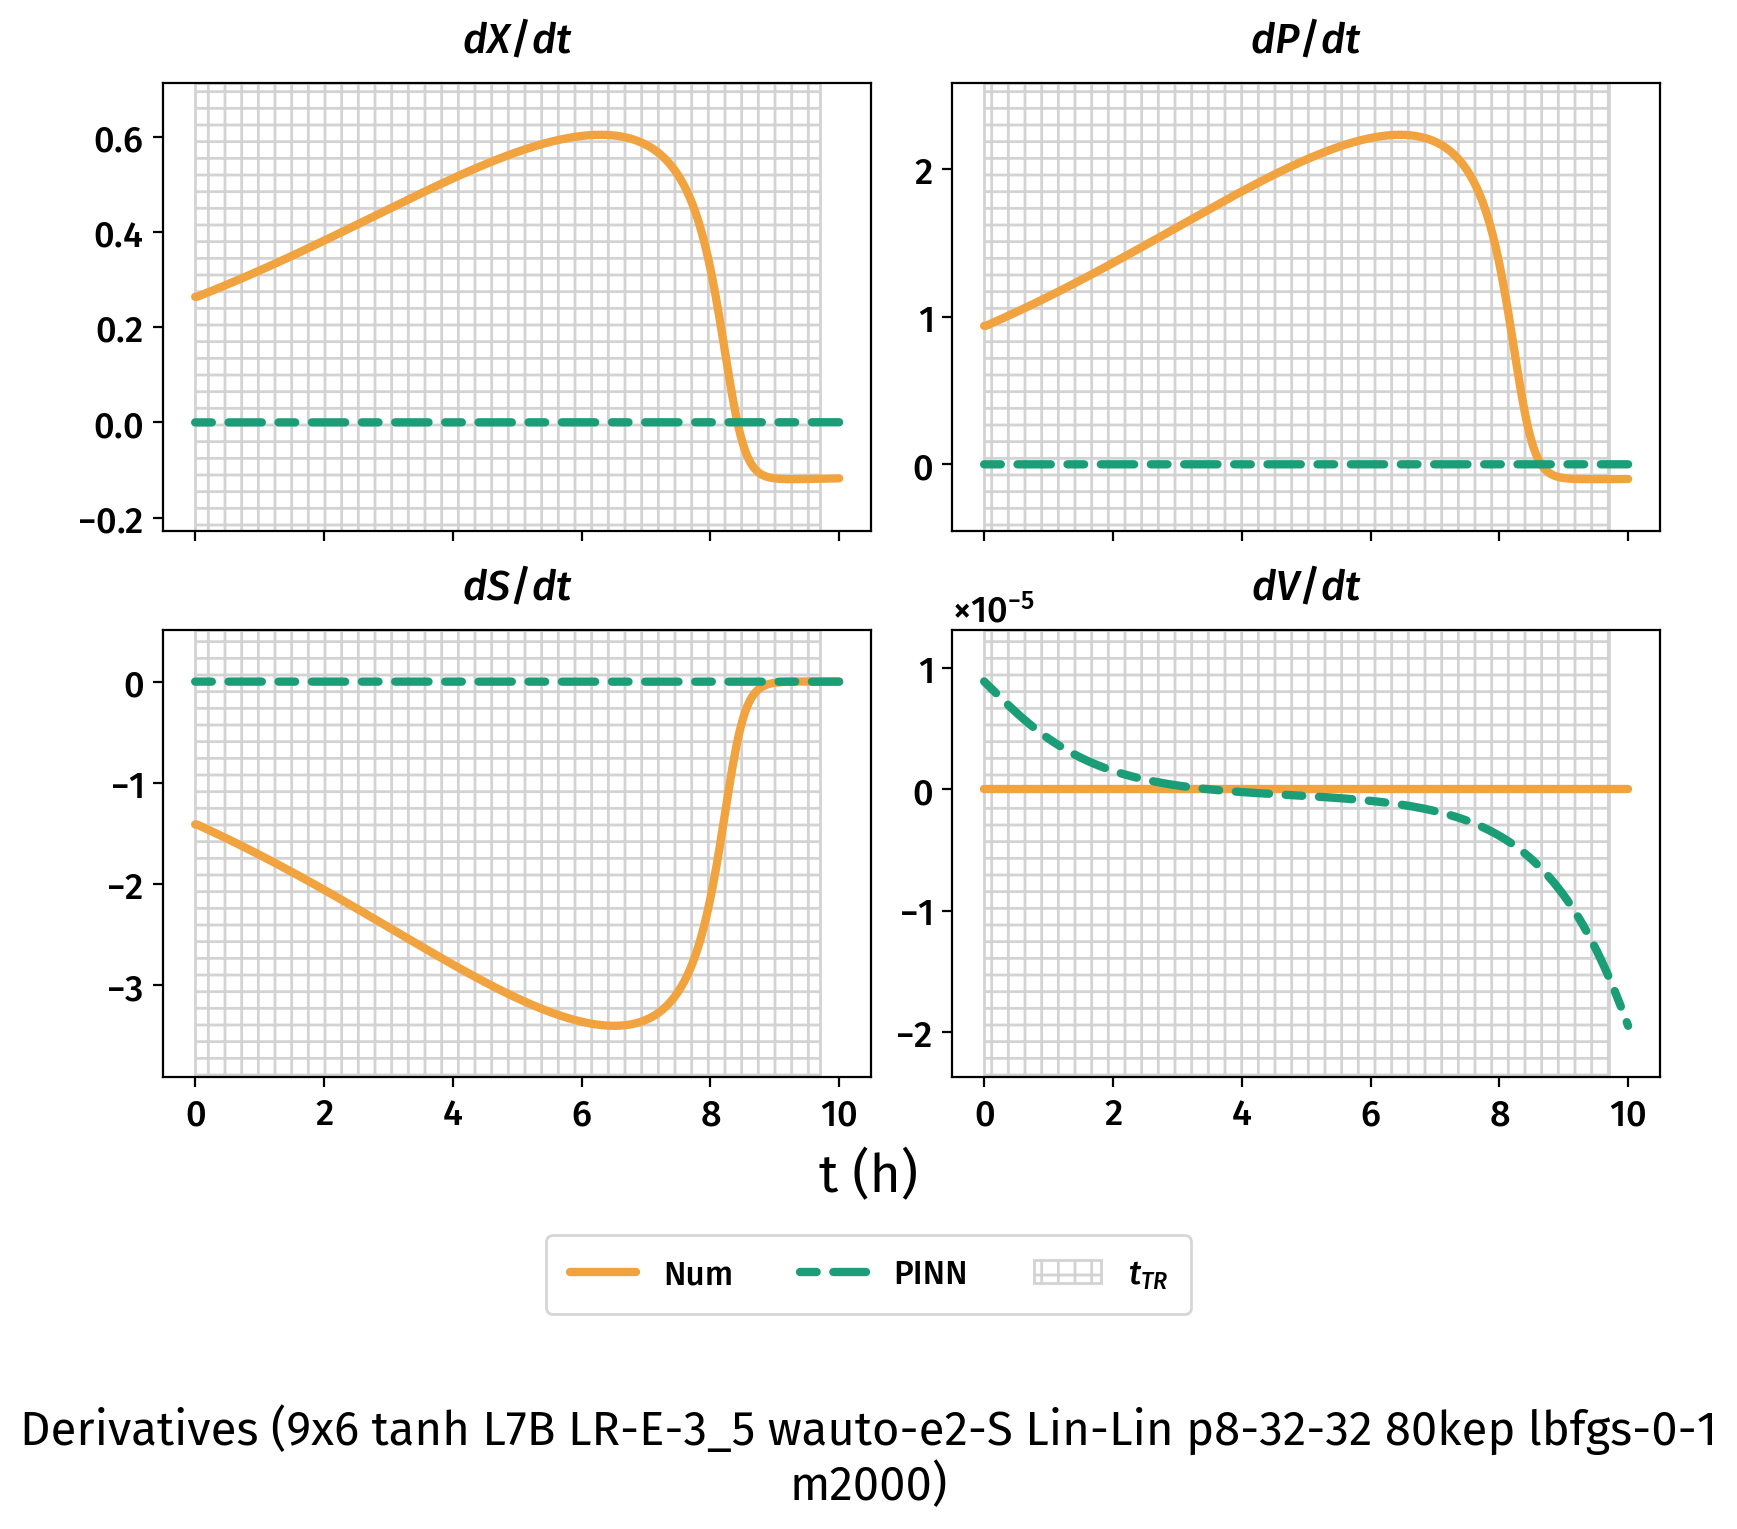 dX/dt
dP/dt
0.6
0.4
0.2
0.0
−0.2
2
1
0
dS/dt
dV/dt
×10⁻⁵
0
−1
−2
−3
1
0
−1
−2
0 2 4 6 8 10
0 2 4 6 8 10
t (h)
Num PINN t_TR
Derivatives (9x6 tanh L7B LR-E-3_5 wauto-e2-S Lin-Lin p8-32-32 80kep lbfgs-0-1
m2000)